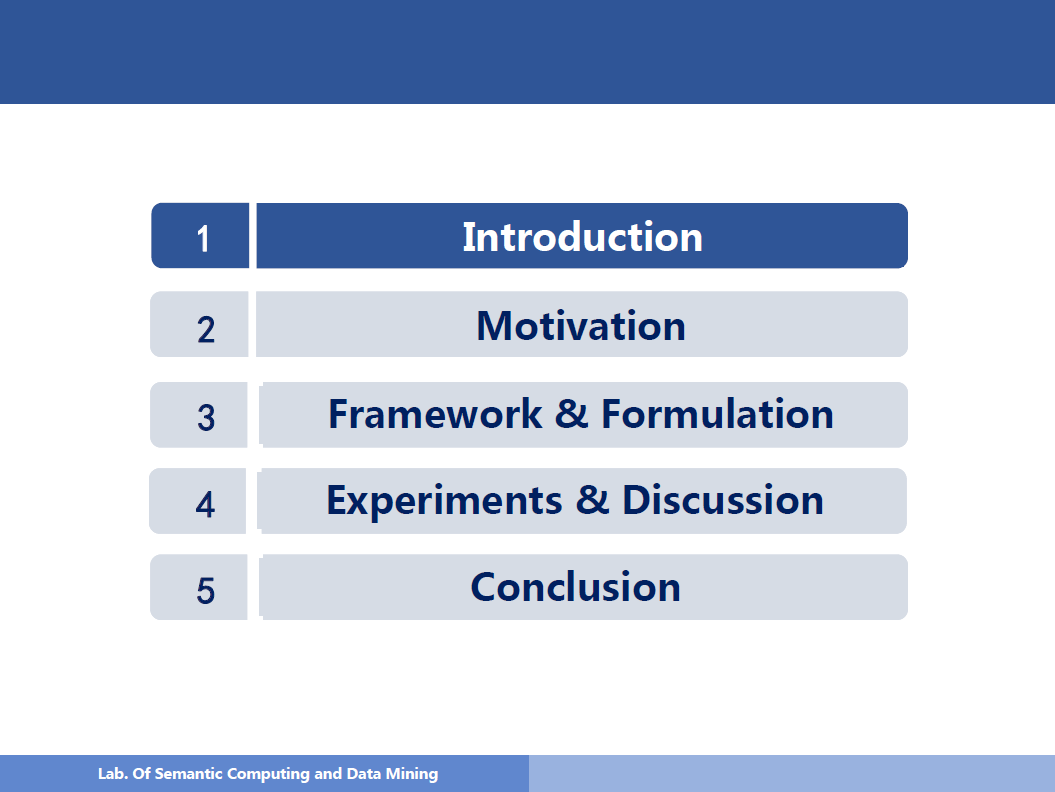 1 Introduction
2 Motivation
3 Framework & Formulation
4 Experiments & Discussion
5 Conclusion
Lab. Of Semantic Computing and Data Mining